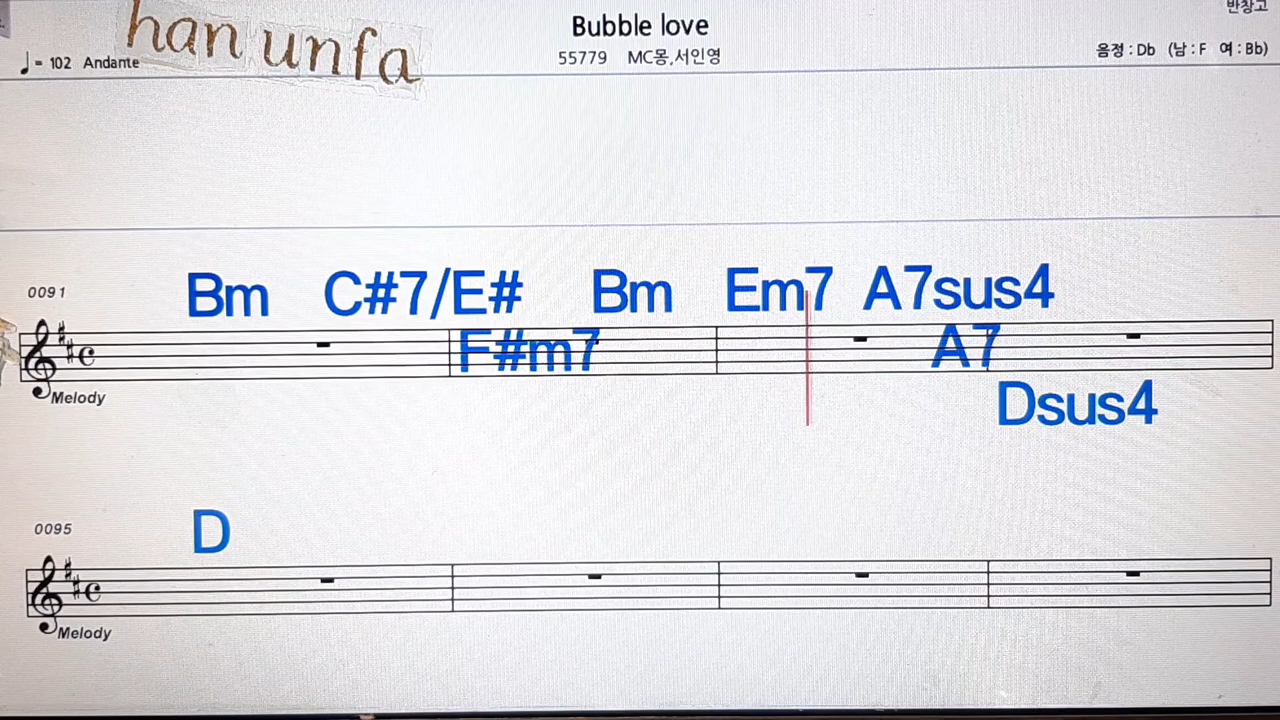 han unfa
Bubble love
반창고
♩= 102 Andante
55779 MC몽,서인영
음정 : Db (남 : F 여 : Bb)
0091
Bm C#7/E# Bm Em7 A7sus4
F#m7 A7
Melody
Dsus4
0095
D
Melody